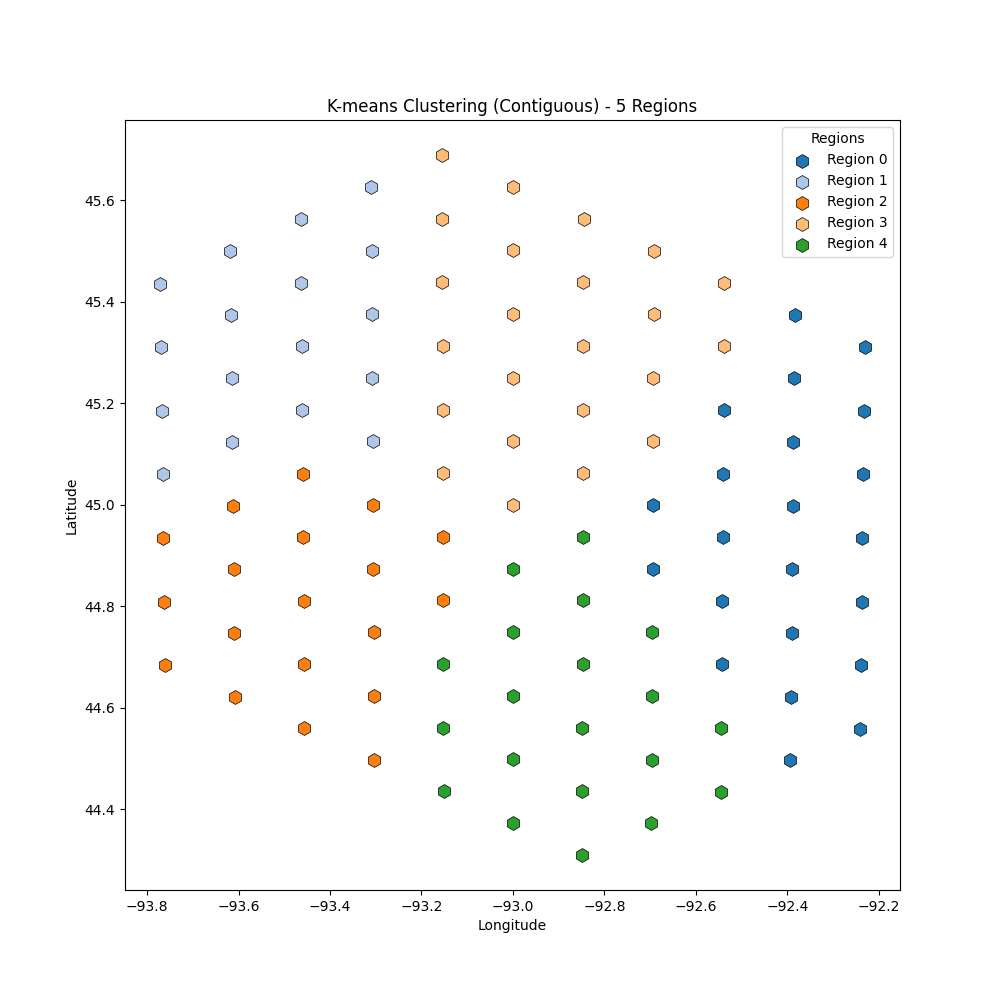 K-means Clustering (Contiguous) - 5 Regions
Regions
Region 0
Region 1
Region 2
Region 3
Region 4
45.6
45.4
45.2
45.0
44.8
44.6
44.4
Latitude
−93.8 −93.6 −93.4 −93.2 −93.0 −92.8 −92.6 −92.4 −92.2
Longitude